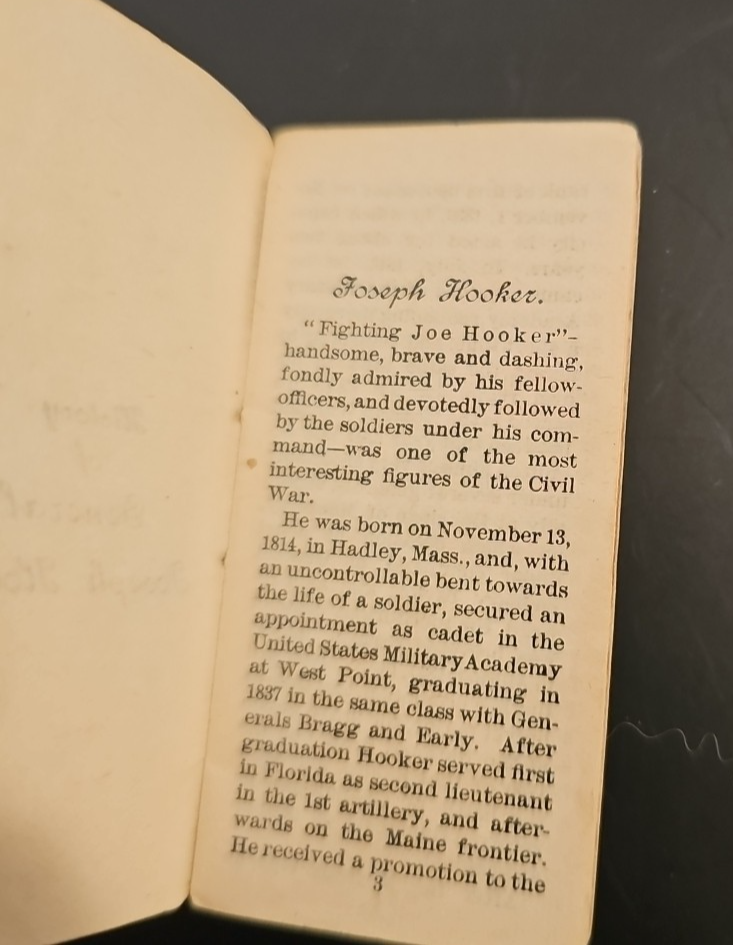 Joseph Hooker.
"Fighting Joe Hooker"–
handsome, brave and dashing,
fondly admired by his fellow-
officers, and devotedly followed
by the soldiers under his com-
mand—was one of the most
interesting figures of the Civil
War.
He was born on November 13,
1814, in Hadley, Mass., and, with
an uncontrollable bent towards
the life of a soldier, secured an
appointment as cadet in the
United States Military Academy
at West Point, graduating in
1837 in the same class with Gen-
erals Bragg and Early. After
graduation Hooker served first
in Florida as second lieutenant
in the 1st artillery, and after-
wards on the Maine frontier.
He received a promotion to the
3